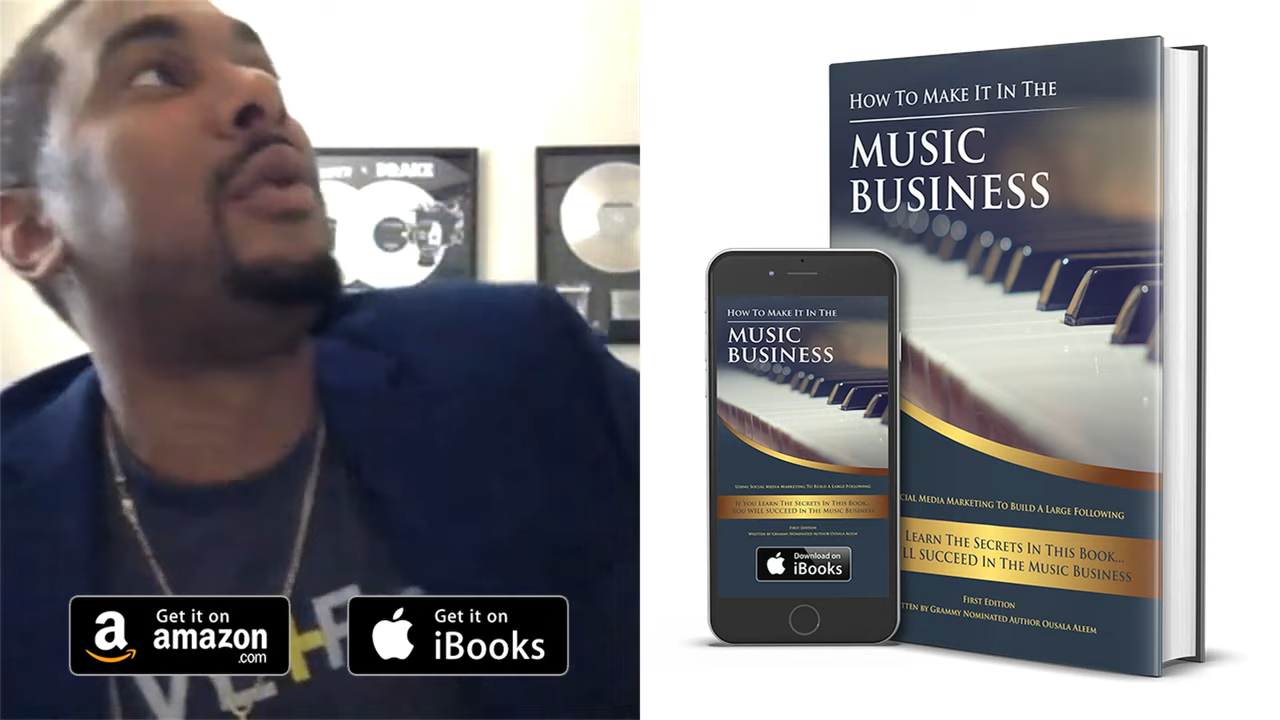 DRAKE
Get it on
amazon
.com
Get it on
iBooks
HOW TO MAKE IT IN THE
MUSIC
BUSINESS
CIAL MEDIA MARKETING TO BUILD A LARGE FOLLOWING
LEARN THE SECRETS IN THIS BOOK...
LL SUCCEED IN THE MUSIC BUSINESS
FIRST EDITION
TTEN BY GRAMMY NOMINATED AUTHOR OUSALA ALEEM
HOW TO MAKE IT IN THE
MUSIC
BUSINESS
USING SOCIAL MEDIA MARKETING TO BUILD A LARGE FOLLOWING
IF YOU LEARN THE SECRETS IN THIS BOOK...
YOU WILL SUCCEED IN THE MUSIC BUSINESS
FIRST EDITION
WRITTEN BY GRAMMY NOMINATED AUTHOR OUSALA ALEEM
Download on
iBooks